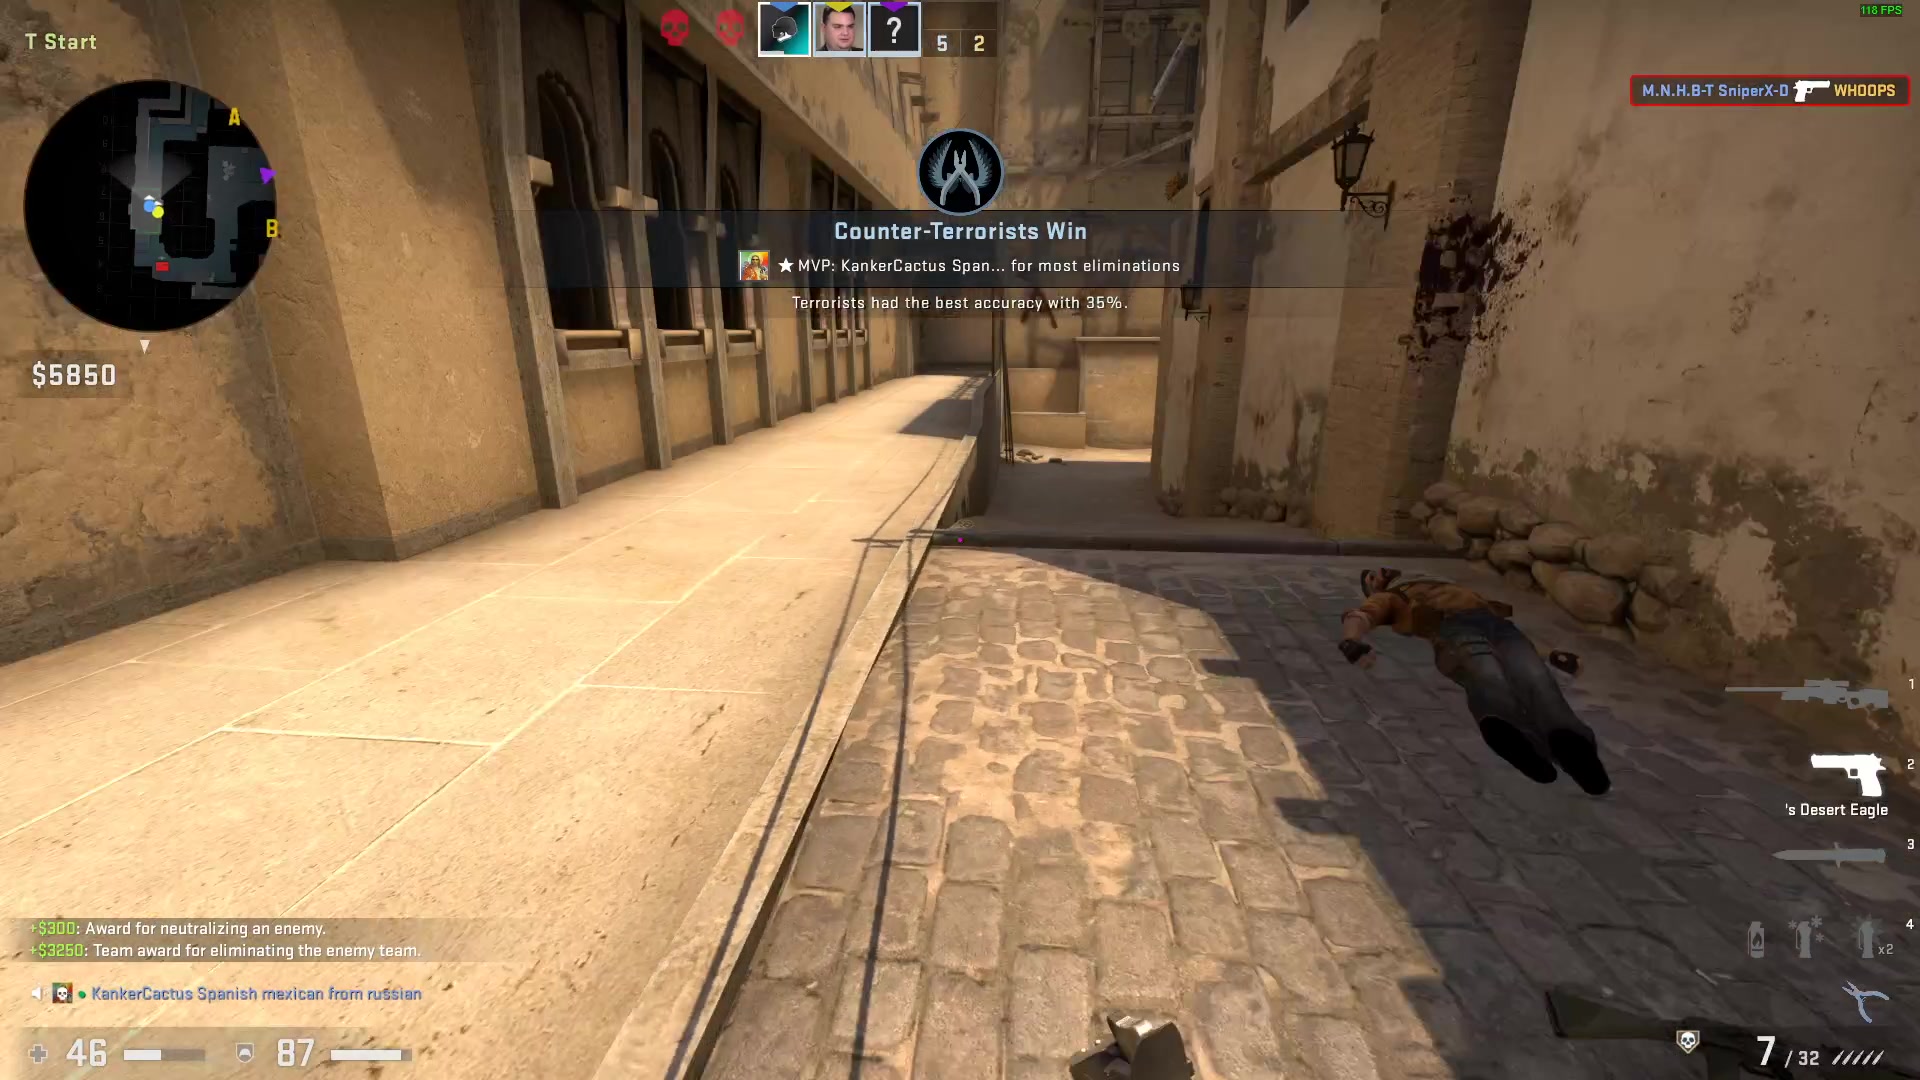 118 FPS
T Start
?
5 2
A
B
M.N.H.B-T SniperX-D WHOOPS
Counter-Terrorists Win
★ MVP: KankerCactus Span... for most eliminations
Terrorists had the best accuracy with 35%.
$5850
1
2
's Desert Eagle
3
4
x2
+$300: Award for neutralizing an enemy.
+$3250: Team award for eliminating the enemy team.
KankerCactus Spanish mexican from russian
46 87
7 / 32